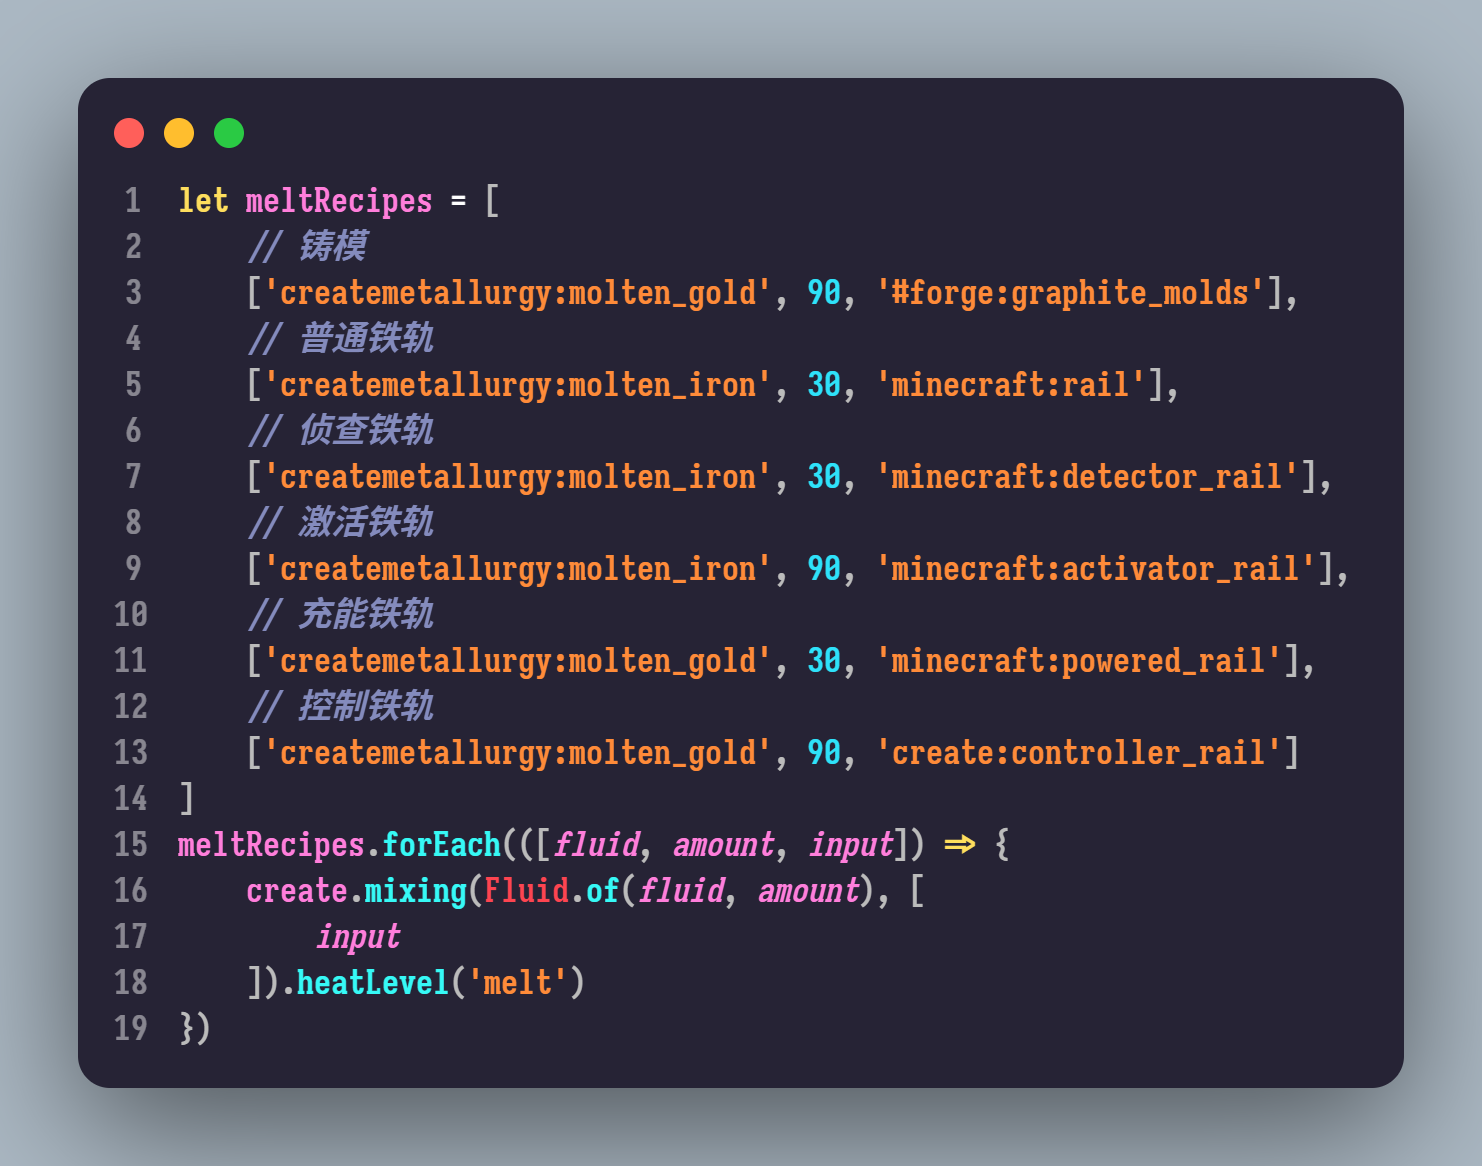 1 let meltRecipes = [
2     // 铸模
3     ['createmetallurgy:molten_gold', 90, '#forge:graphite_molds'],
4     // 普通铁轨
5     ['createmetallurgy:molten_iron', 30, 'minecraft:rail'],
6     // 侦查铁轨
7     ['createmetallurgy:molten_iron', 30, 'minecraft:detector_rail'],
8     // 激活铁轨
9     ['createmetallurgy:molten_iron', 90, 'minecraft:activator_rail'],
10     // 充能铁轨
11     ['createmetallurgy:molten_gold', 30, 'minecraft:powered_rail'],
12     // 控制铁轨
13     ['createmetallurgy:molten_gold', 90, 'create:controller_rail']
14 ]
15 meltRecipes.forEach(([fluid, amount, input]) => {
16     create.mixing(Fluid.of(fluid, amount), [
17         input
18     ]).heatLevel('melt')
19 })